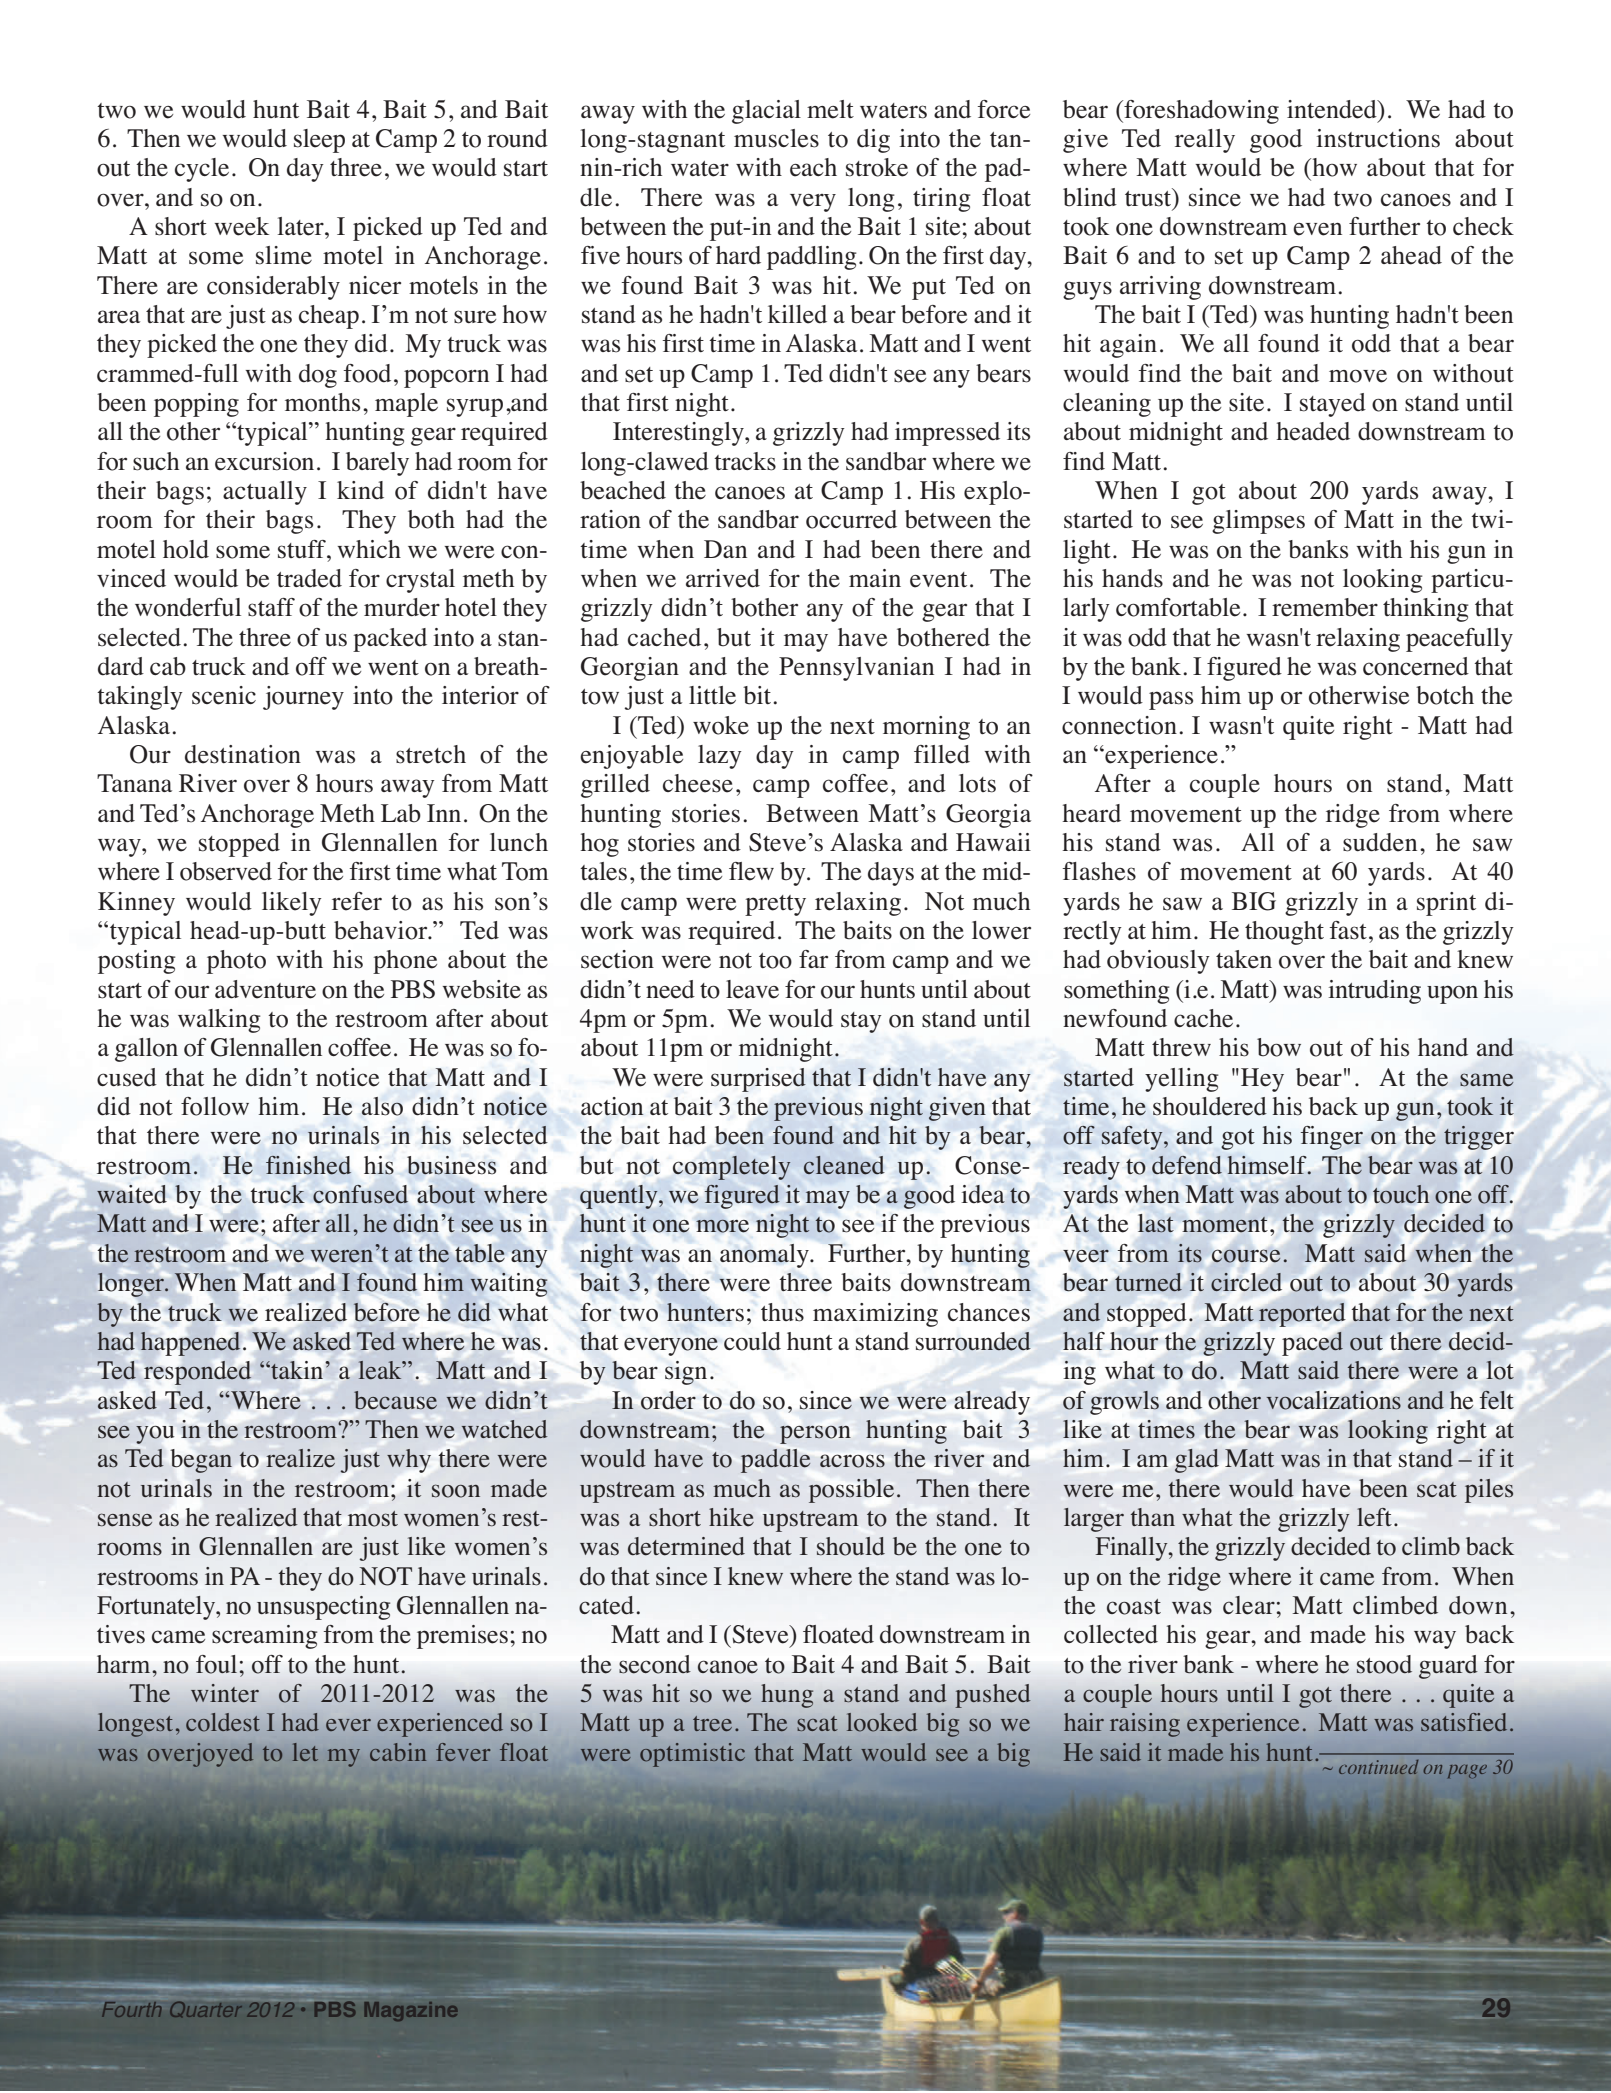 two we would hunt Bait 4, Bait 5, and Bait
6. Then we would sleep at Camp 2 to round
out the cycle. On day three, we would start
over, and so on.
A short week later, I picked up Ted and
Matt at some slime motel in Anchorage.
There are considerably nicer motels in the
area that are just as cheap. I’m not sure how
they picked the one they did. My truck was
crammed-full with dog food, popcorn I had
been popping for months, maple syrup,and
all the other “typical” hunting gear required
for such an excursion. I barely had room for
their bags; actually I kind of didn't have
room for their bags. They both had the
motel hold some stuff, which we were con-
vinced would be traded for crystal meth by
the wonderful staff of the murder hotel they
selected. The three of us packed into a stan-
dard cab truck and off we went on a breath-
takingly scenic journey into the interior of
Alaska.
Our destination was a stretch of the
Tanana River over 8 hours away from Matt
and Ted’s Anchorage Meth Lab Inn. On the
way, we stopped in Glennallen for lunch
where I observed for the first time what Tom
Kinney would likely refer to as his son’s
“typical head-up-butt behavior.” Ted was
posting a photo with his phone about the
start of our adventure on the PBS website as
he was walking to the restroom after about
a gallon of Glennallen coffee. He was so fo-
cused that he didn’t notice that Matt and I
did not follow him. He also didn’t notice
that there were no urinals in his selected
restroom. He finished his business and
waited by the truck confused about where
Matt and I were; after all, he didn’t see us in
the restroom and we weren’t at the table any
longer. When Matt and I found him waiting
by the truck we realized before he did what
had happened. We asked Ted where he was.
Ted responded “takin’ a leak”. Matt and I
asked Ted, “Where . . . because we didn’t
see you in the restroom?” Then we watched
as Ted began to realize just why there were
not urinals in the restroom; it soon made
sense as he realized that most women’s rest-
rooms in Glennallen are just like women’s
restrooms in PA - they do NOT have urinals.
Fortunately, no unsuspecting Glennallen na-
tives came screaming from the premises; no
harm, no foul; off to the hunt.
The winter of 2011-2012 was the
longest, coldest I had ever experienced so I
was overjoyed to let my cabin fever float
away with the glacial melt waters and force
long-stagnant muscles to dig into the tan-
nin-rich water with each stroke of the pad-
dle. There was a very long, tiring float
between the put-in and the Bait 1 site; about
five hours of hard paddling. On the first day,
we found Bait 3 was hit. We put Ted on
stand as he hadn't killed a bear before and it
was his first time in Alaska. Matt and I went
and set up Camp 1. Ted didn't see any bears
that first night.
Interestingly, a grizzly had impressed its
long-clawed tracks in the sandbar where we
beached the canoes at Camp 1. His explo-
ration of the sandbar occurred between the
time when Dan and I had been there and
when we arrived for the main event. The
grizzly didn’t bother any of the gear that I
had cached, but it may have bothered the
Georgian and the Pennsylvanian I had in
tow just a little bit.
I (Ted) woke up the next morning to an
enjoyable lazy day in camp filled with
grilled cheese, camp coffee, and lots of
hunting stories. Between Matt’s Georgia
hog stories and Steve’s Alaska and Hawaii
tales, the time flew by. The days at the mid-
dle camp were pretty relaxing. Not much
work was required. The baits on the lower
section were not too far from camp and we
didn’t need to leave for our hunts until about
4pm or 5pm. We would stay on stand until
about 11pm or midnight.
We were surprised that I didn't have any
action at bait 3 the previous night given that
the bait had been found and hit by a bear,
but not completely cleaned up. Conse-
quently, we figured it may be a good idea to
hunt it one more night to see if the previous
night was an anomaly. Further, by hunting
bait 3, there were three baits downstream
for two hunters; thus maximizing chances
that everyone could hunt a stand surrounded
by bear sign.
In order to do so, since we were already
downstream; the person hunting bait 3
would have to paddle across the river and
upstream as much as possible. Then there
was a short hike upstream to the stand. It
was determined that I should be the one to
do that since I knew where the stand was lo-
cated.
Matt and I (Steve) floated downstream in
the second canoe to Bait 4 and Bait 5. Bait
5 was hit so we hung a stand and pushed
Matt up a tree. The scat looked big so we
were optimistic that Matt would see a big
bear (foreshadowing intended). We had to
give Ted really good instructions about
where Matt would be (how about that for
blind trust) since we had two canoes and I
took one downstream even further to check
Bait 6 and to set up Camp 2 ahead of the
guys arriving downstream.
The bait I (Ted) was hunting hadn't been
hit again. We all found it odd that a bear
would find the bait and move on without
cleaning up the site. I stayed on stand until
about midnight and headed downstream to
find Matt.
When I got about 200 yards away, I
started to see glimpses of Matt in the twi-
light. He was on the banks with his gun in
his hands and he was not looking particu-
larly comfortable. I remember thinking that
it was odd that he wasn't relaxing peacefully
by the bank. I figured he was concerned that
I would pass him up or otherwise botch the
connection. I wasn't quite right - Matt had
an “experience.”
After a couple hours on stand, Matt
heard movement up the ridge from where
his stand was. All of a sudden, he saw
flashes of movement at 60 yards. At 40
yards he saw a BIG grizzly in a sprint di-
rectly at him. He thought fast, as the grizzly
had obviously taken over the bait and knew
something (i.e. Matt) was intruding upon his
newfound cache.
Matt threw his bow out of his hand and
started yelling "Hey bear". At the same
time, he shouldered his back up gun, took it
off safety, and got his finger on the trigger
ready to defend himself. The bear was at 10
yards when Matt was about to touch one off.
At the last moment, the grizzly decided to
veer from its course. Matt said when the
bear turned it circled out to about 30 yards
and stopped. Matt reported that for the next
half hour the grizzly paced out there decid-
ing what to do. Matt said there were a lot
of growls and other vocalizations and he felt
like at times the bear was looking right at
him. I am glad Matt was in that stand – if it
were me, there would have been scat piles
larger than what the grizzly left.
Finally, the grizzly decided to climb back
up on the ridge where it came from. When
the coast was clear; Matt climbed down,
collected his gear, and made his way back
to the river bank - where he stood guard for
a couple hours until I got there . . . quite a
hair raising experience. Matt was satisfied.
He said it made his hunt.
~ continued on page 30
Fourth Quarter 2012 • PBS Magazine
29